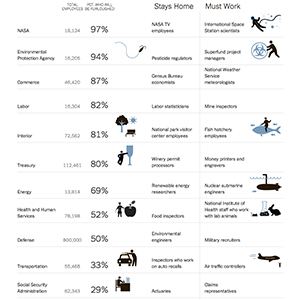 TOTAL EMPLOYEES
PCT. WHO WILL BE FURLOUGHED
Stays Home
Must Work
NASA 18,134 97% NASA TV employees International Space Station scientists
Environmental Protection Agency 16,205 94% Pesticide regulators Superfund project managers
Commerce 46,420 87% Census Bureau economists National Weather Service meteorologists
Labor 16,304 82% Labor statisticians Mine inspectors
Interior 72,562 81% National park visitor center employees Fish hatchery employees
Treasury 112,461 80% Winery permit processors Money printers and engravers
Energy 13,814 69% Renewable energy researchers Nuclear submarine engineers
Health and Human Services 78,198 52% Food inspectors National Institute of Health staff who work with lab animals
Defense 800,000 50% Environmental engineers Military recruiters
Transportation 55,468 33% Inspectors who work on auto recalls Air traffic controllers
Social Security Administration 62,343 29% Actuaries Claims representatives